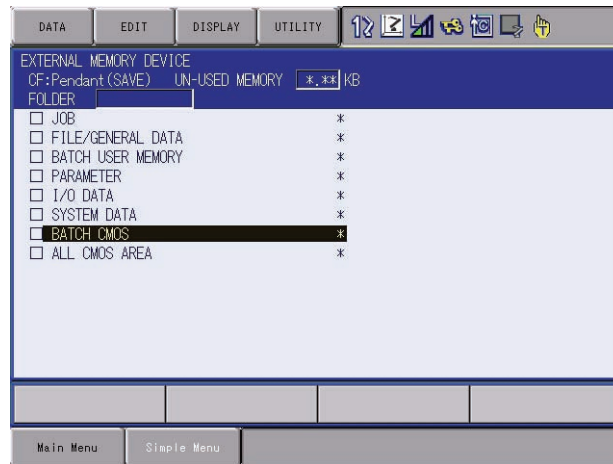 DATA EDIT DISPLAY UTILITY
EXTERNAL MEMORY DEVICE
CF:Pendant(SAVE) UN-USED MEMORY *.** KB
FOLDER
JOB *
FILE/GENERAL DATA *
BATCH USER MEMORY *
PARAMETER *
I/O DATA *
SYSTEM DATA *
BATCH CMOS *
ALL CMOS AREA *
Main Menu Simple Menu